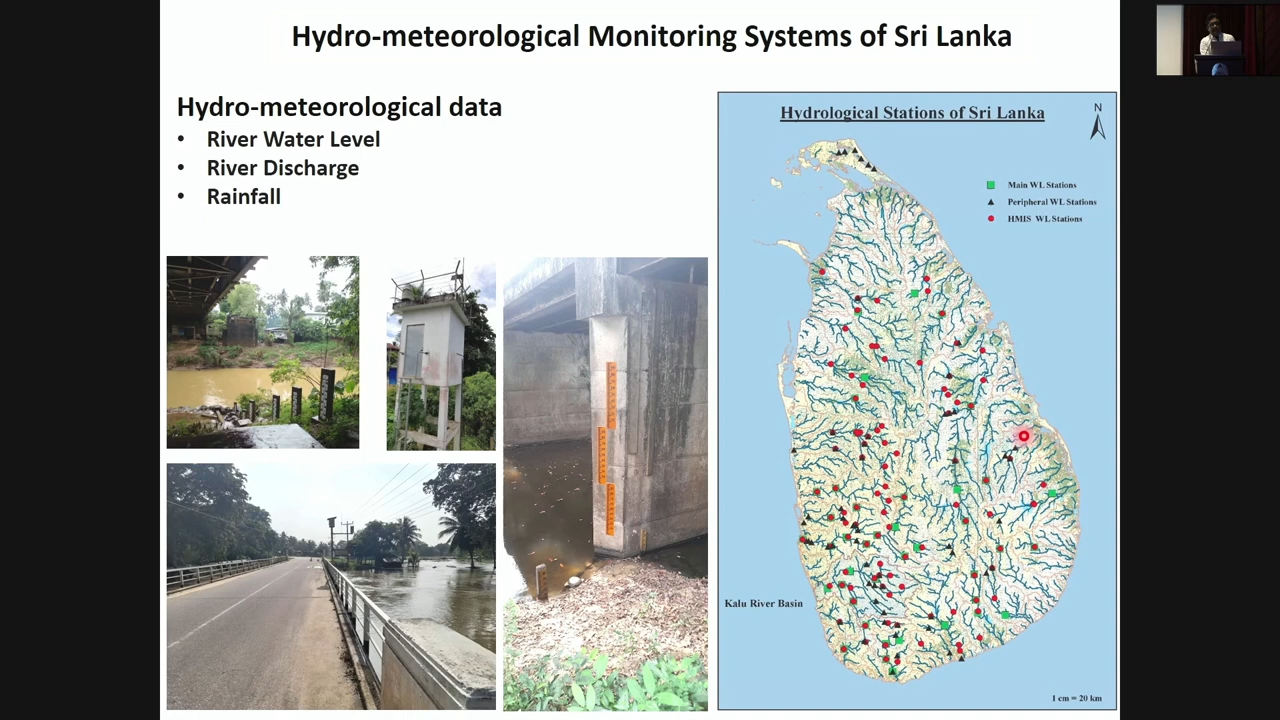 Hydro-meteorological Monitoring Systems of Sri Lanka
Hydro-meteorological data
• River Water Level
• River Discharge
• Rainfall
Hydrological Stations of Sri Lanka
N
Main WL Stations
Peripheral WL Stations
HMIS WL Stations
Kalu River Basin
1 cm = 20 km